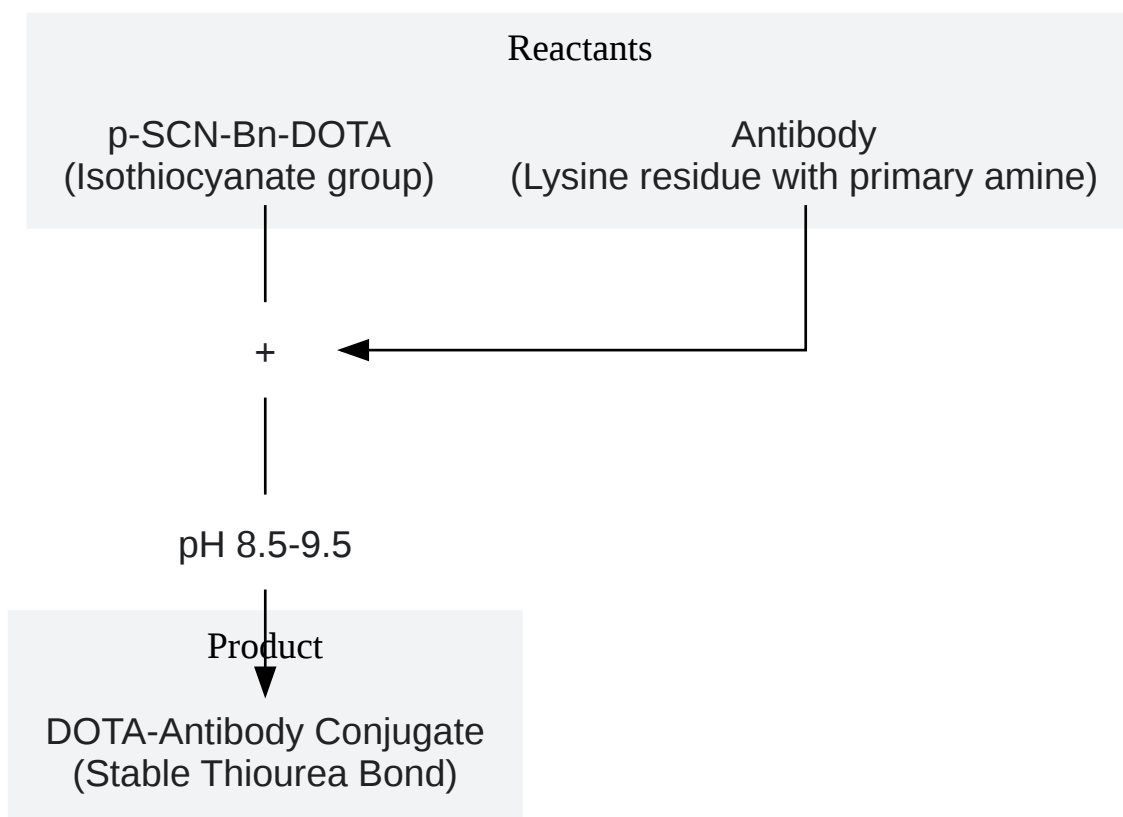 Reactants
p-SCN-Bn-DOTA
(Isothiocyanate group)
Antibody
(Lysine residue with primary amine)
+
pH 8.5-9.5
Product
DOTA-Antibody Conjugate
(Stable Thiourea Bond)